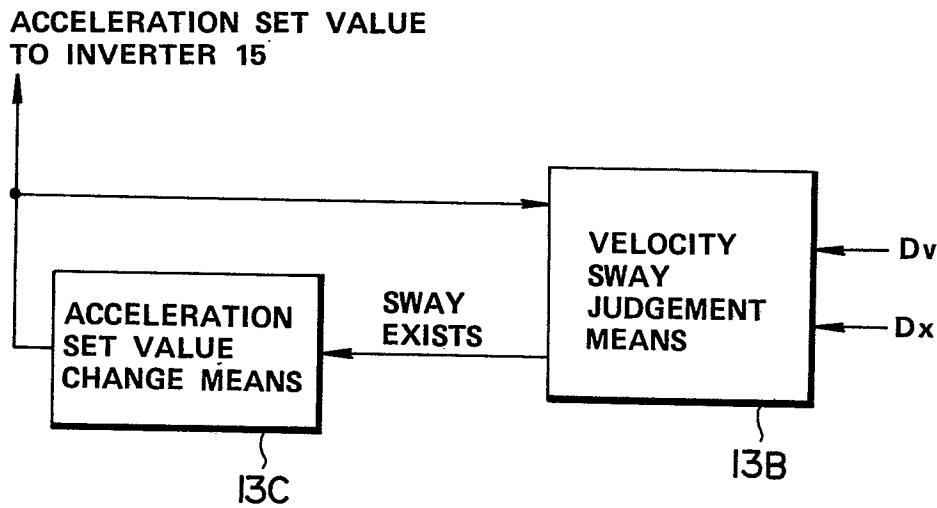 ACCELERATION SET VALUE
TO INVERTER 15
VELOCITY
SWAY
JUDGEMENT
MEANS
Dv
Dx
SWAY
EXISTS
ACCELERATION
SET VALUE
CHANGE MEANS
13B
13C